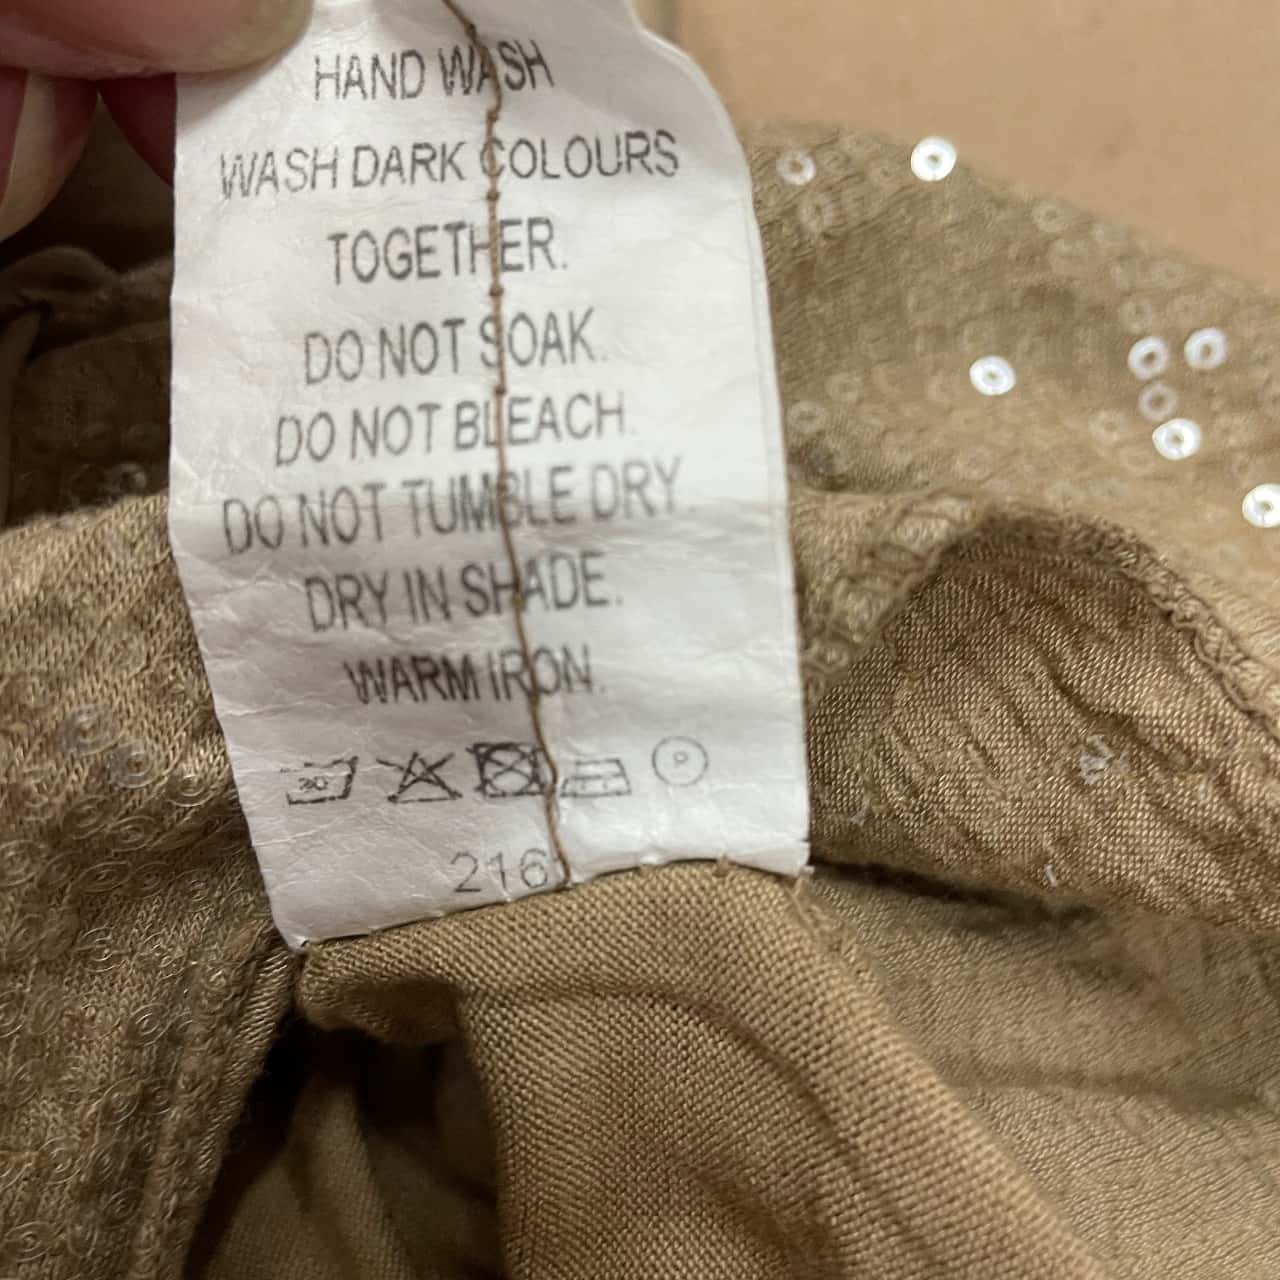 HAND WASH
WASH DARK COLOURS
TOGETHER.
DO NOT SOAK.
DO NOT BLEACH.
DO NOT TUMBLE DRY.
DRY IN SHADE.
WARM IRON.
30 P
216